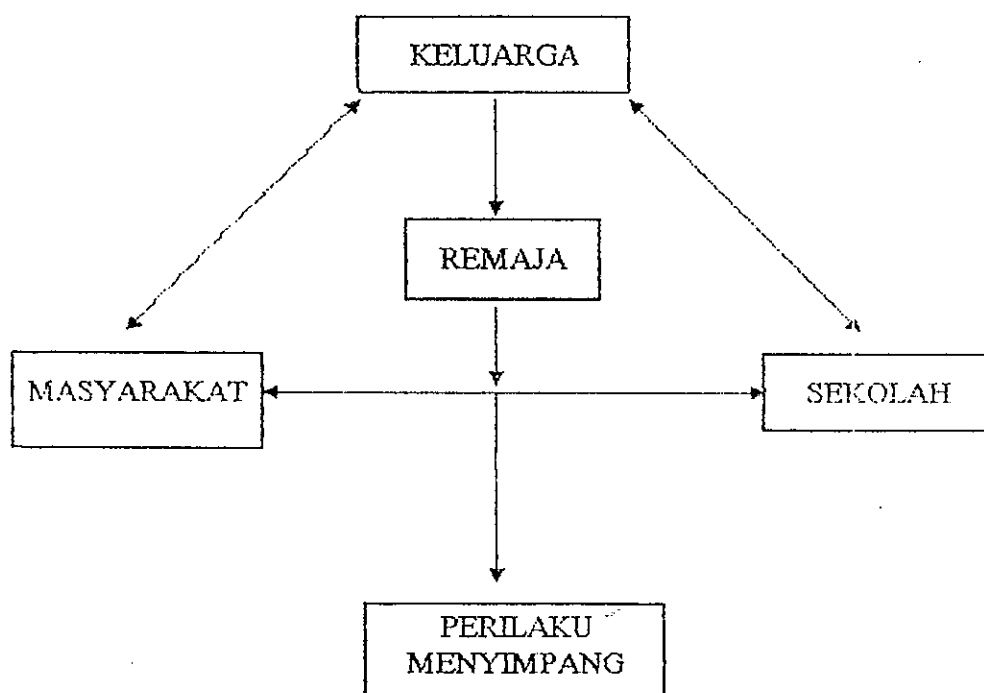 KELUARGA
REMAJA
MASYARAKAT
SEKOLAH
PERILAKU
MENYIMPANG